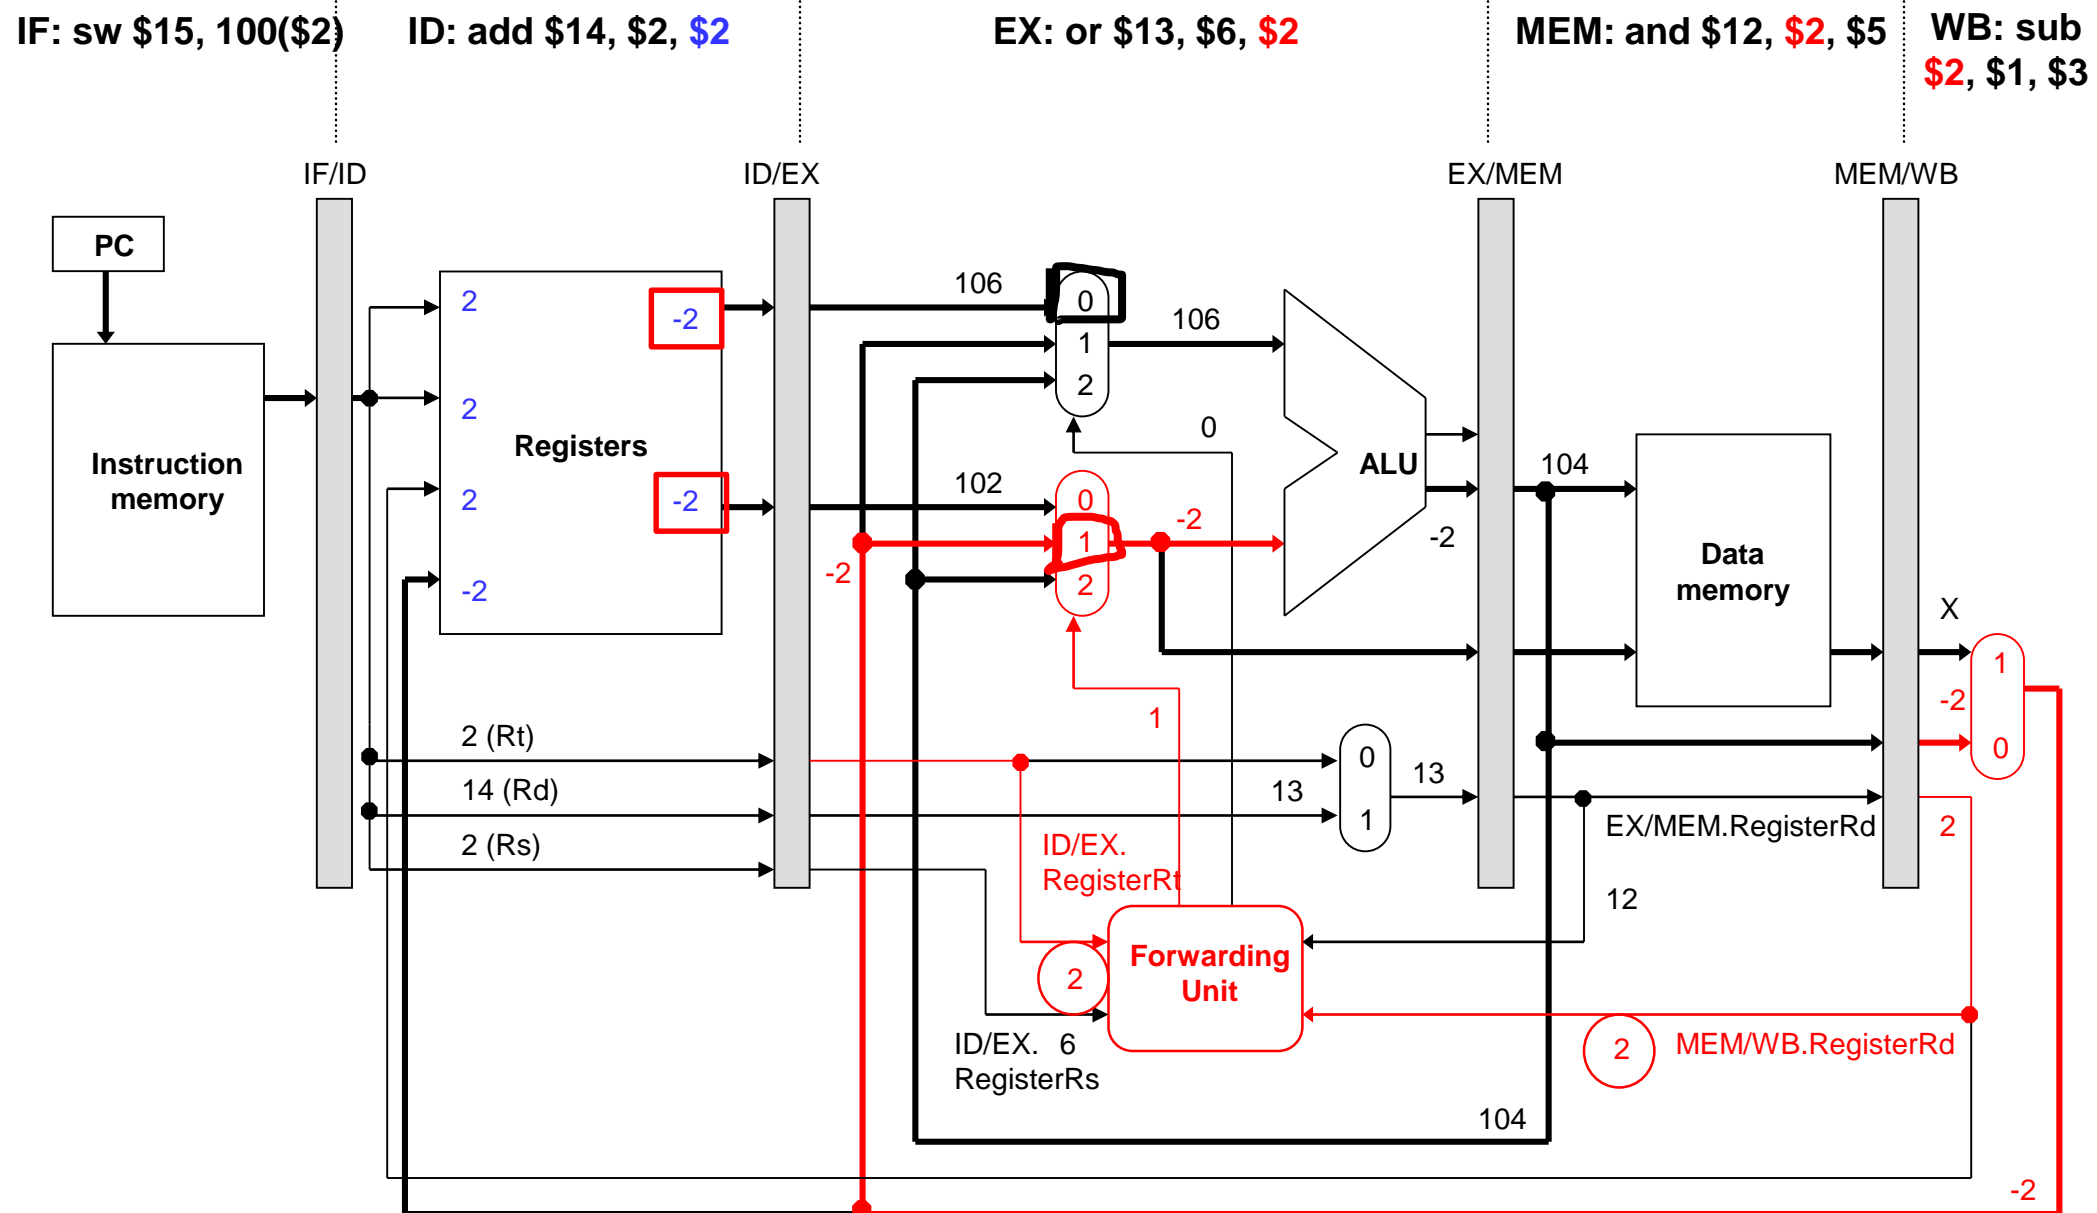 IF: sw $15, 100($2)
ID: add $14, $2, $2
EX: or $13, $6, $2
MEM: and $12, $2, $5
WB: sub
$2, $1, $3
IF/ID
ID/EX
EX/MEM
MEM/WB
PC
Instruction
memory
2
2
2
-2
-2
-2
Registers
106
0
1
2
106
0
102
0
1
2
-2
-2
ALU
-2
104
Data
memory
X
1
-2
0
1
2 (Rt)
14 (Rd)
2 (Rs)
0
13
1
13
EX/MEM.RegisterRd
2
ID/EX.
RegisterRt
12
Forwarding
Unit
2
ID/EX. 6
RegisterRs
2
MEM/WB.RegisterRd
104
-2